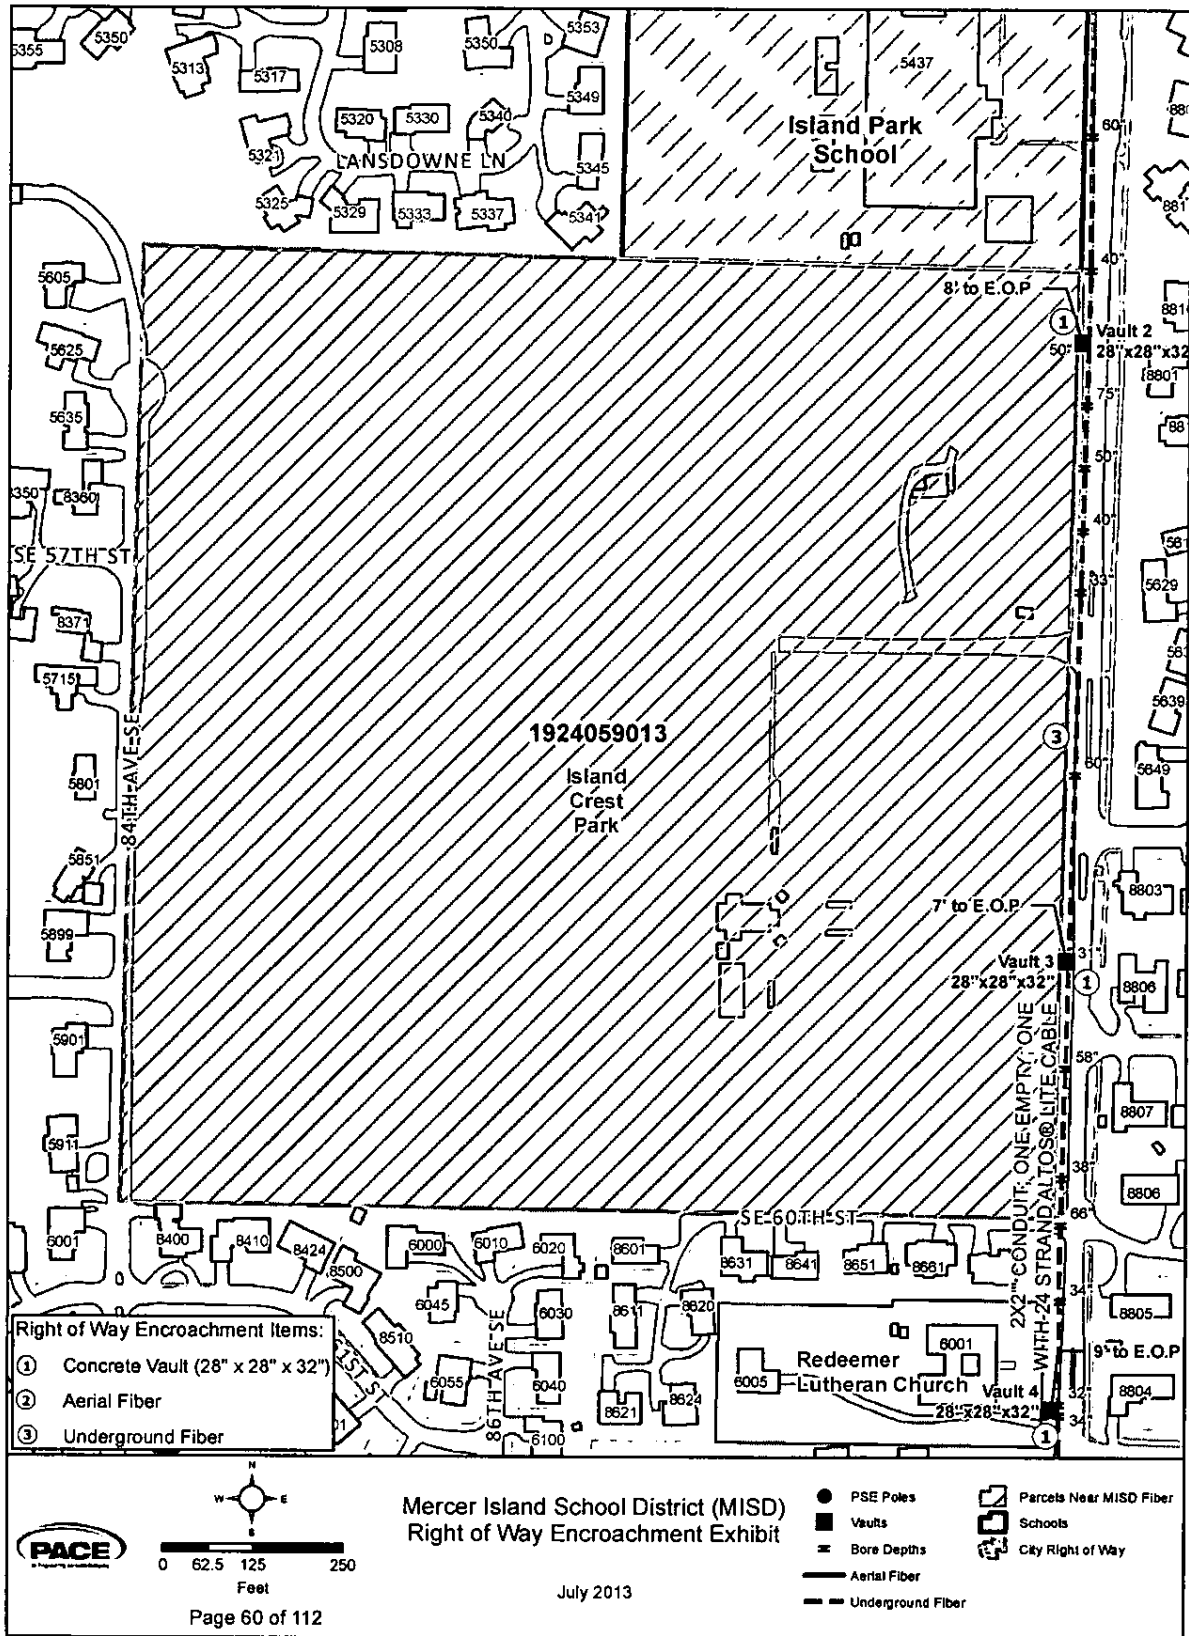 5355
5350
5313
5317
5308
5350
D
5353
5349
5437
5320
5330
5340
Island Park
School
60"
5321
LANSDOWNE LN
5345
5325
5329
5333
5337
5341
5605
40"
8' to E.O.P
1
Vault 2
5625
50"
28"x28"x32
8801
75"
5635
50"
8350
8360
40"
SE 57TH ST
33"
5629
8371
5715
5639
1924059013
3
84TH AVE SE
Island
Crest
Park
60"
5649
5801
5851
8803
7' to E.O.P
5899
31"
Vault 3
28"x28"x32"
1
8806
5901
58"
8807
5911
38"
8806
66"
2X2" CONDUIT: ONE EMPTY, ONE
WITH 24 STRAND ALTOS® LITE CABLE
SE 60TH ST
6001
8400
8410
8424
8500
6000
6010
6020
8601
8631
8641
8651
8661
34"
6045
86TH AVE SE
6030
8611
8620
8805
8510
6001
9' to E.O.P
Redeemer
Lutheran Church
6055
6040
6005
Vault 4
32"
8804
8621
8624
28"x28"x32"
34"
6100
1
Right of Way Encroachment Items:
1 Concrete Vault (28" x 28" x 32")
2 Aerial Fiber
3 Underground Fiber
N
W E
S
PACE
0 62.5 125 250
Feet
Page 60 of 112
Mercer Island School District (MISD)
Right of Way Encroachment Exhibit
July 2013
PSE Poles
Vaults
Bore Depths
Aerial Fiber
Underground Fiber
Parcels Near MISD Fiber
Schools
City Right of Way